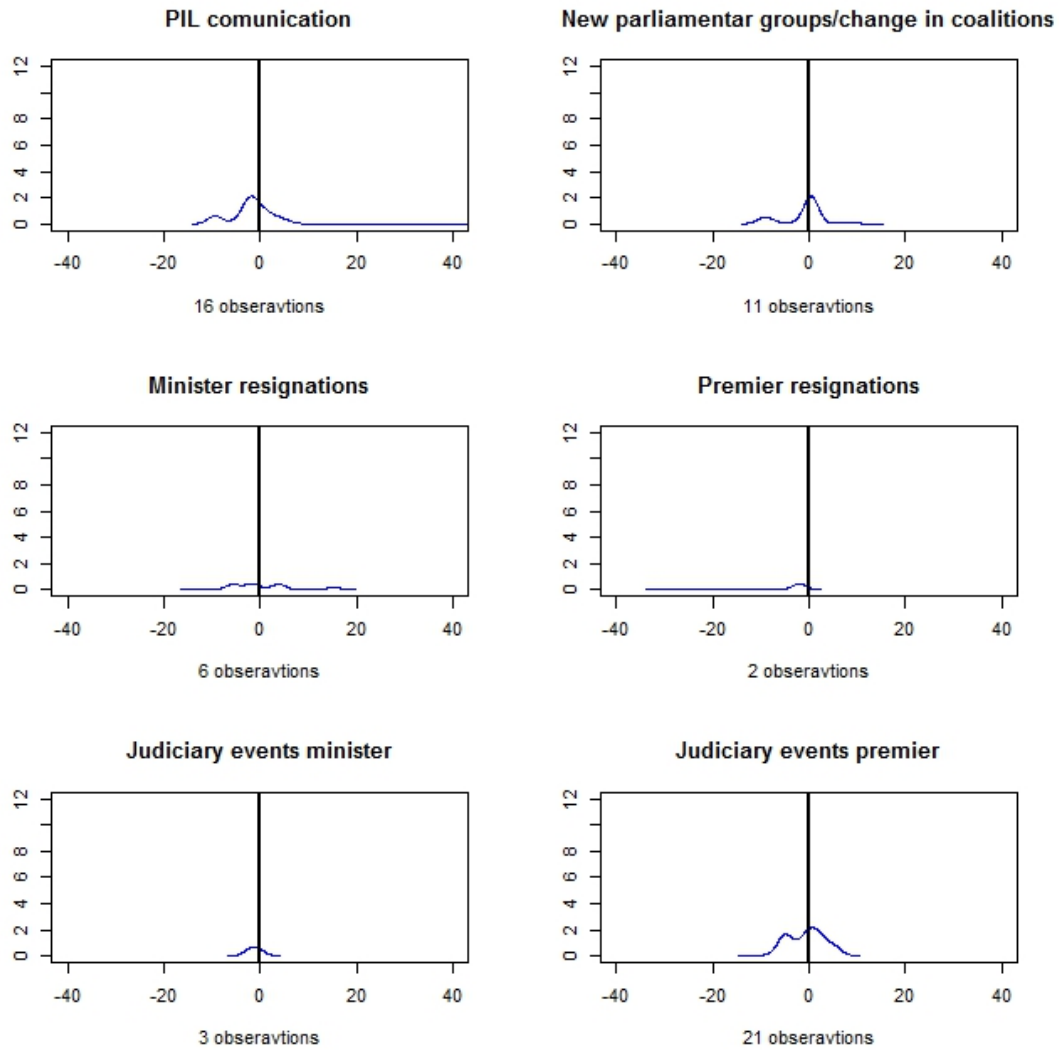 PIL comunication
New parliamentar groups/change in coalitions
12
8
6
4
2
0
-40 -20 0 20 40
16 obseravtions
12
8
6
4
2
0
-40 -20 0 20 40
11 obseravtions
Minister resignations
Premier resignations
12
8
6
4
2
0
-40 -20 0 20 40
6 obseravtions
12
8
6
4
2
0
-40 -20 0 20 40
2 obseravtions
Judiciary events minister
Judiciary events premier
12
8
6
4
2
0
-40 -20 0 20 40
3 obseravtions
12
8
6
4
2
0
-40 -20 0 20 40
21 obseravtions